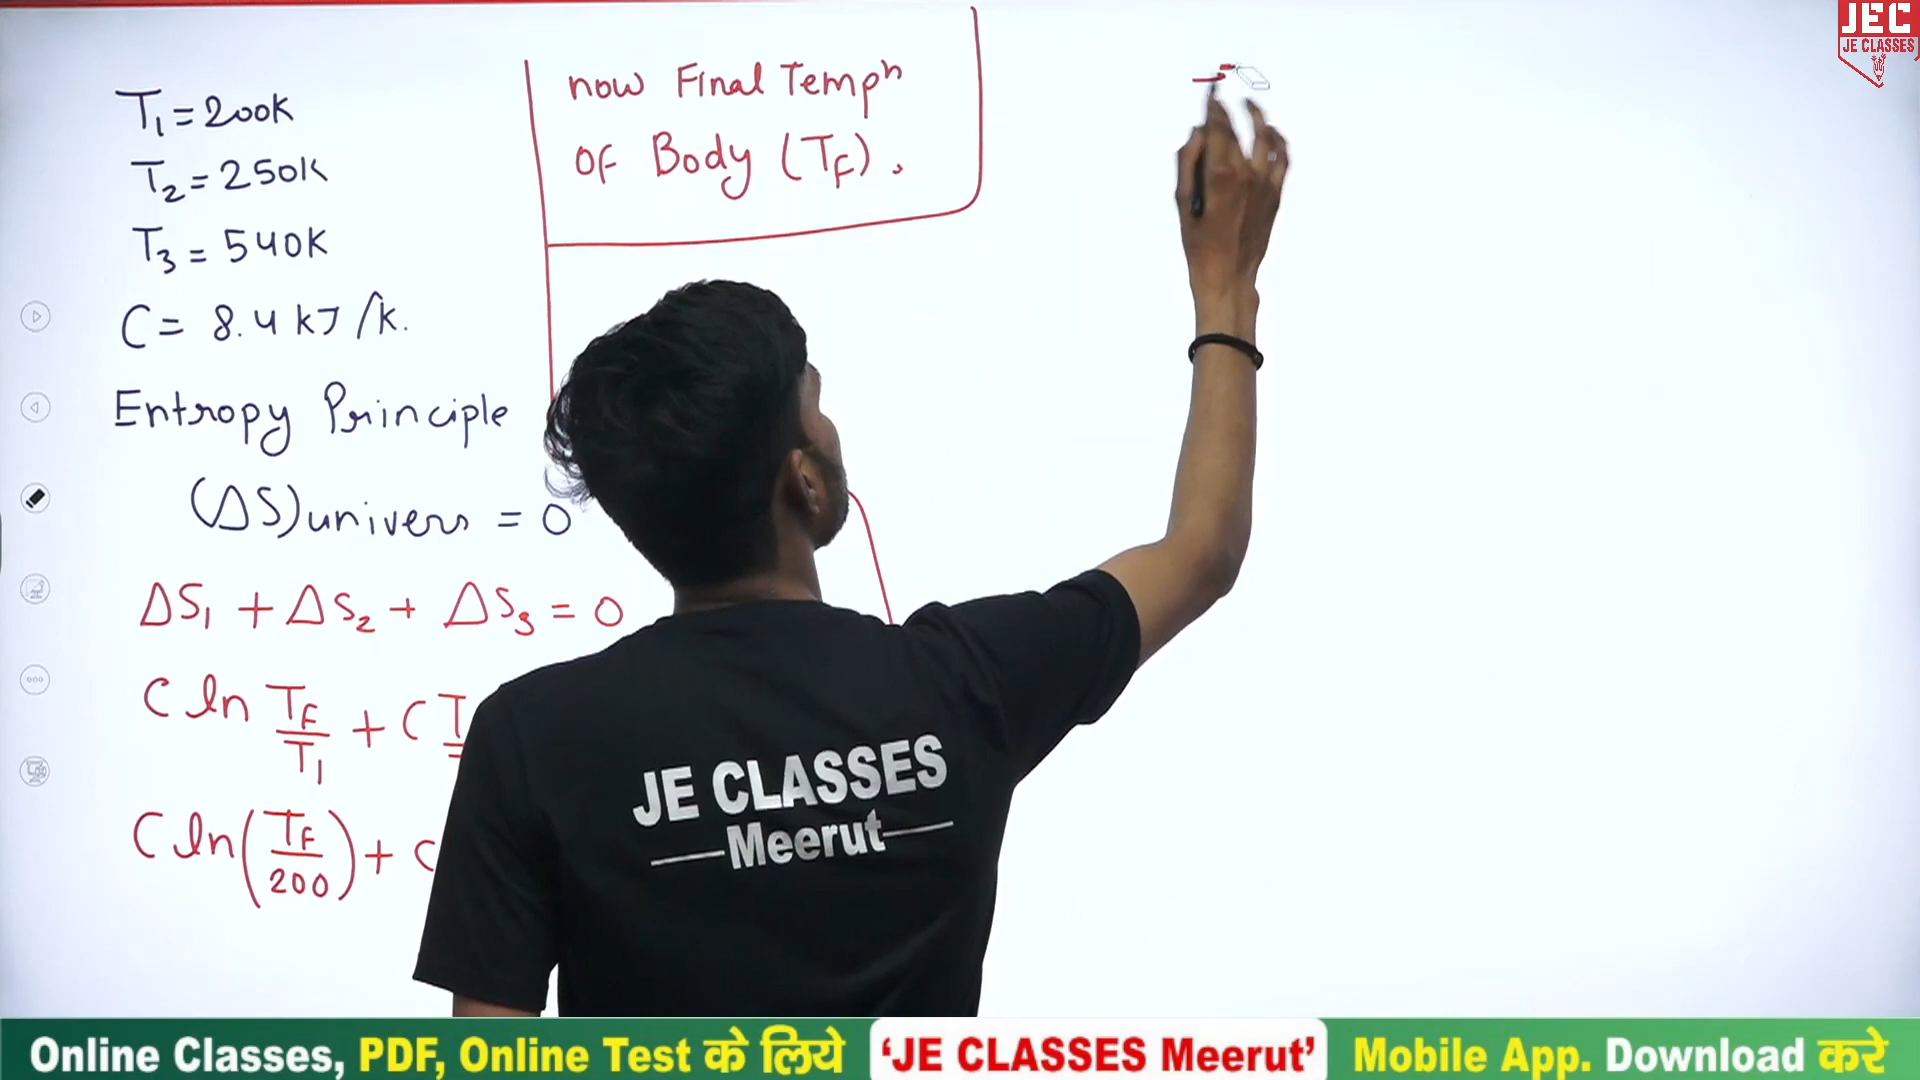 T₁ = 200K
T₂ = 250K
T₃ = 540K
C = 8.4 kJ/k.
Entropy Principle
(ΔS)univers = 0
ΔS₁ + ΔS₂ + ΔS₃ = 0
C ln T_F/T₁ + C T
C ln(T_F/200) + C
now Final Tempn
OF Body (T_F).
JEC
JE CLASSES
JE CLASSES
Meerut
Online Classes, PDF, Online Test के लिये 'JE CLASSES Meerut' Mobile App. Download करे